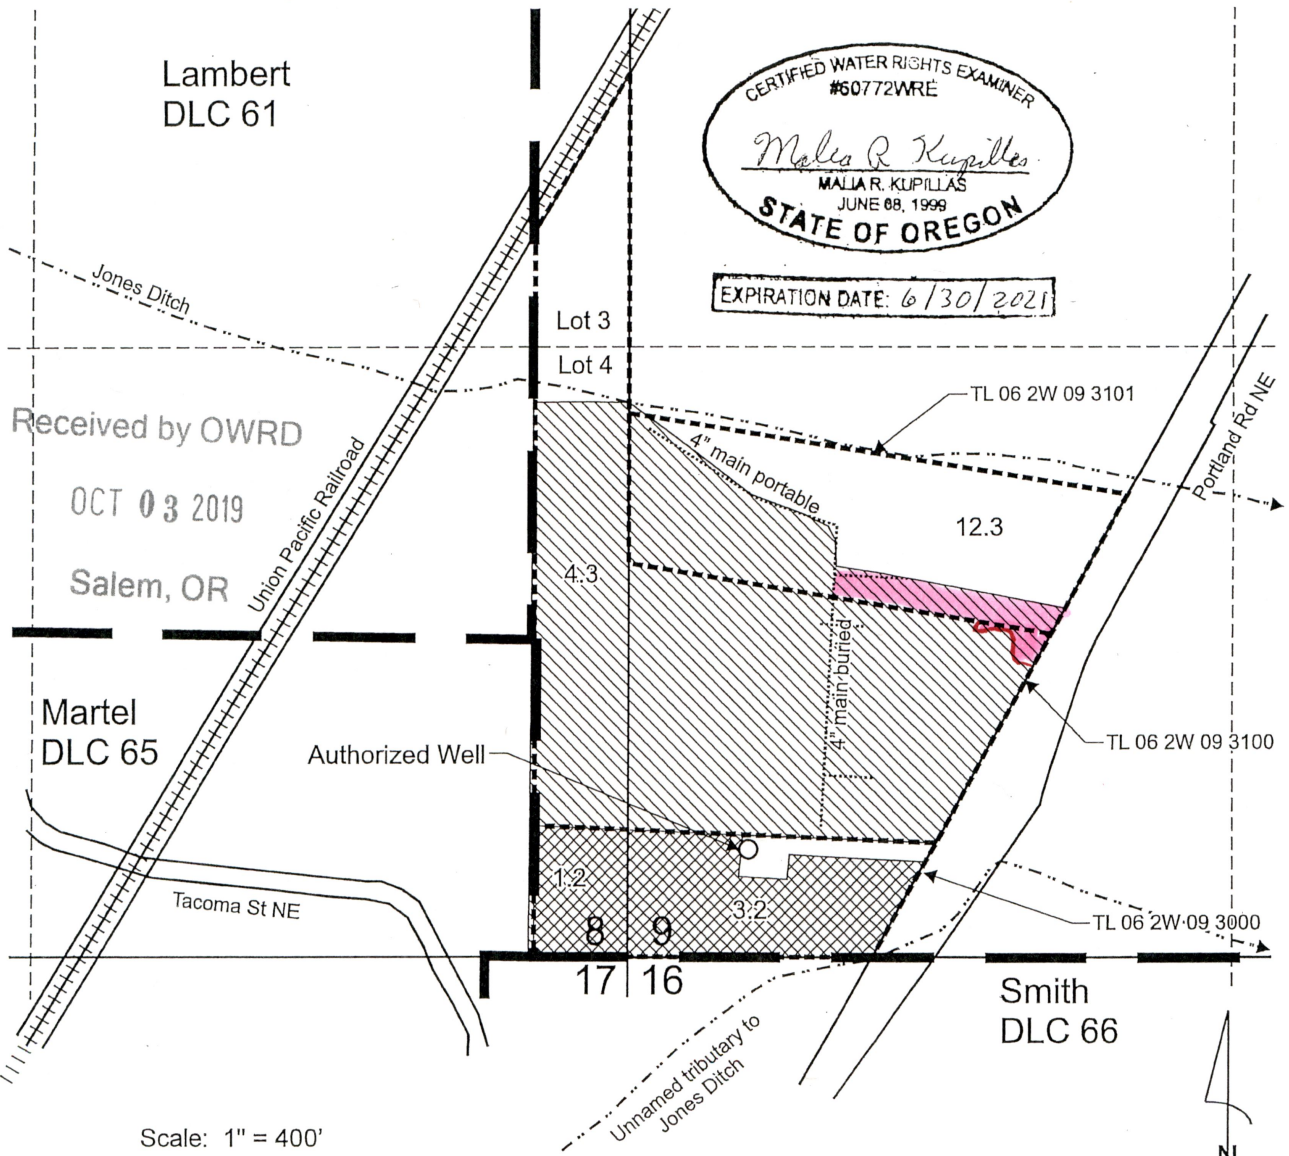 Lambert
DLC 61
CERTIFIED WATER RIGHTS EXAMINER
#60772WRE
Malia R Kupillas
MALIA R. KUPILLAS
JUNE 08, 1999
STATE OF OREGON
EXPIRATION DATE: 6/30/2021
Jones Ditch
Lot 3
Lot 4
TL 06 2W 09 3101
Portland Rd NE
Received by OWRD
OCT 03 2019
Salem, OR
Union Pacific Railroad
4" main portable
12.3
4.3
4" main buried
Martel
DLC 65
Authorized Well
TL 06 2W 09 3100
Tacoma St NE
1.2
3.2
8
9
TL 06 2W 09 3000
17
16
Smith
DLC 66
Unnamed tributary to
Jones Ditch
Scale: 1" = 400'